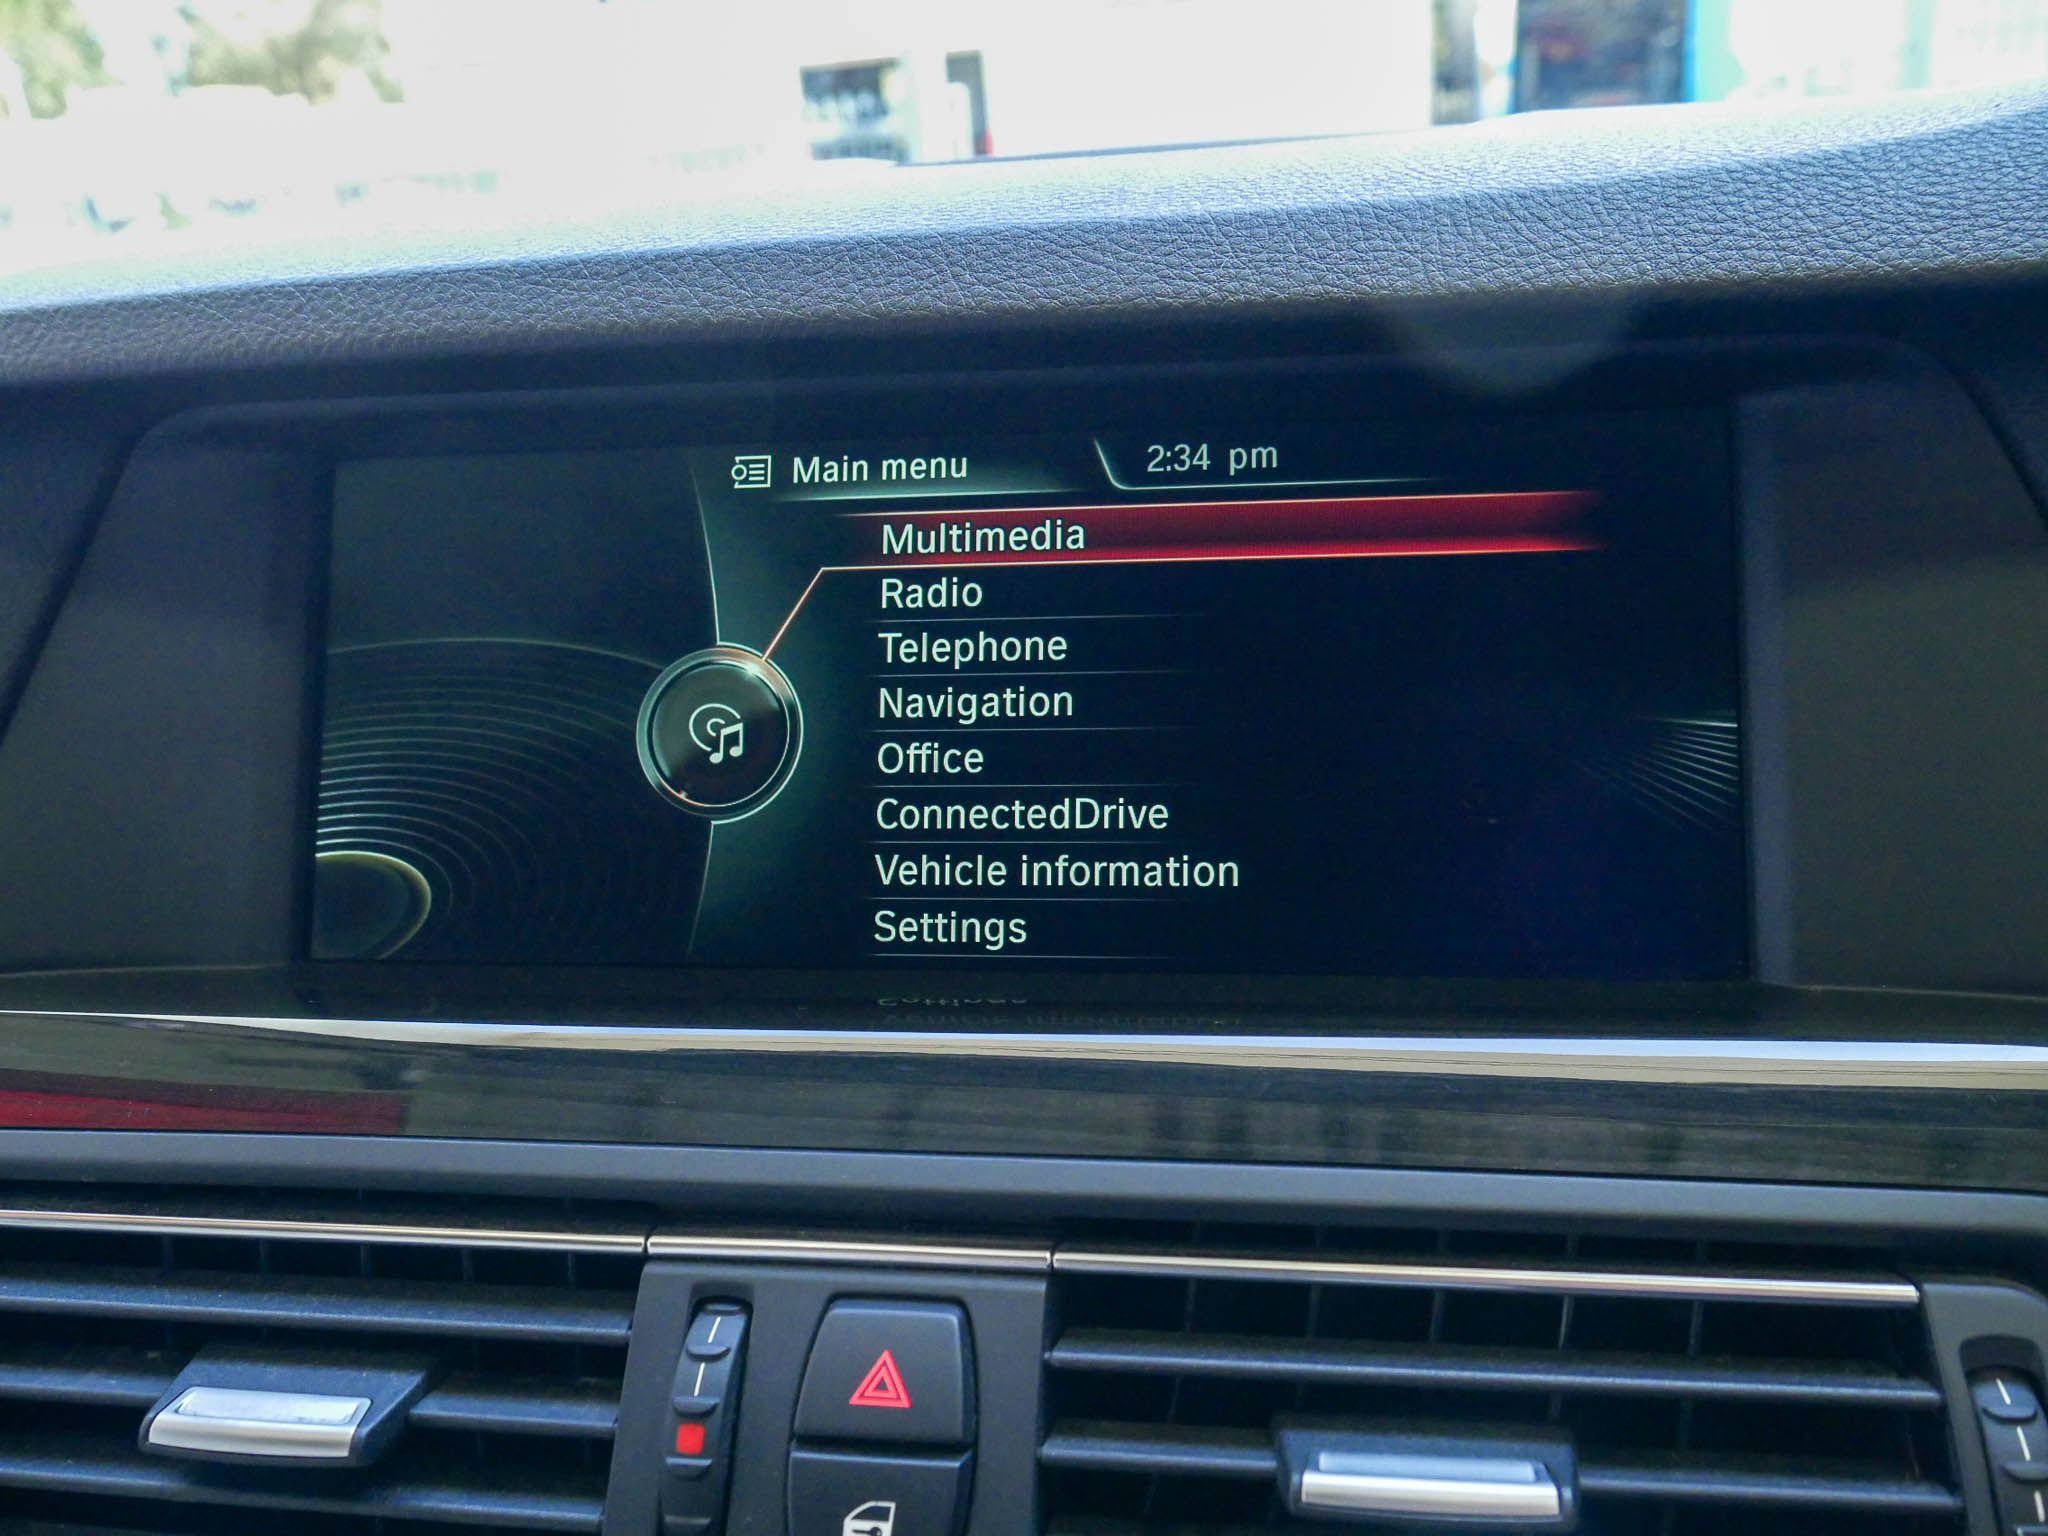 Main menu
2:34 pm
Multimedia
Radio
Telephone
Navigation
Office
ConnectedDrive
Vehicle information
Settings